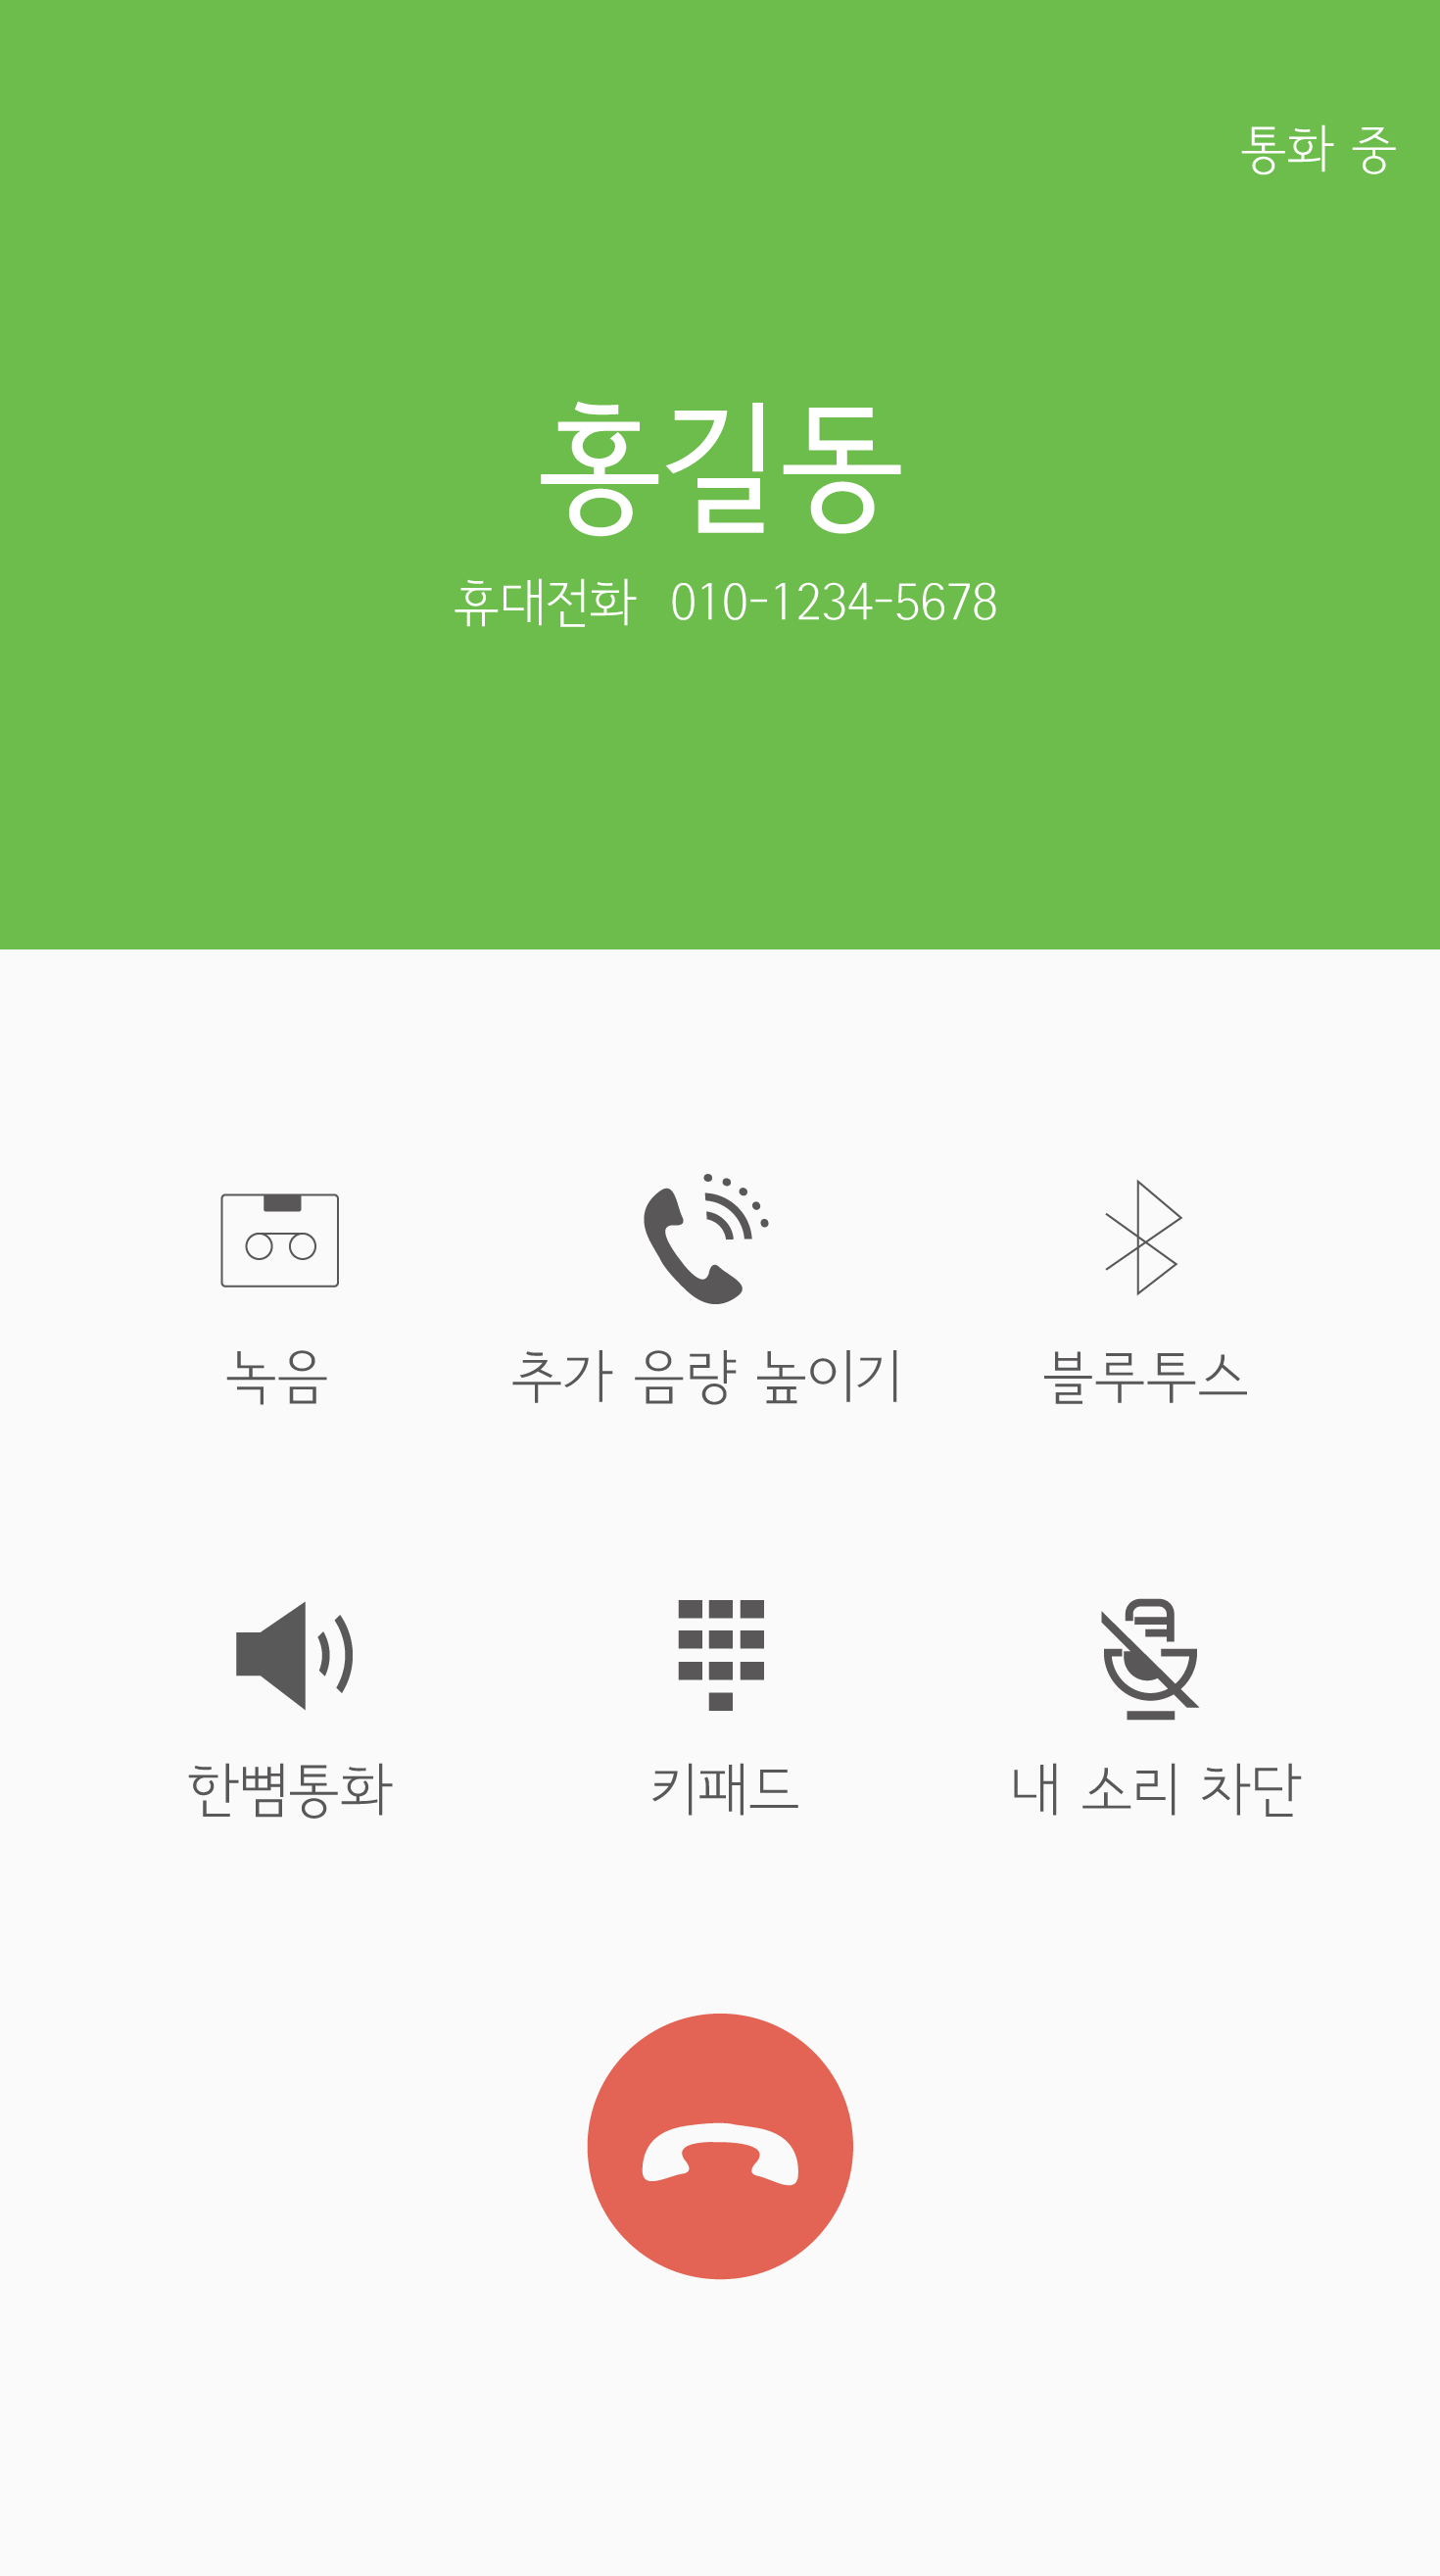 통화 중
홍길동
휴대전화 010-1234-5678
녹음 추가 음량 높이기 블루투스
한뼘통화 키패드 내 소리 차단